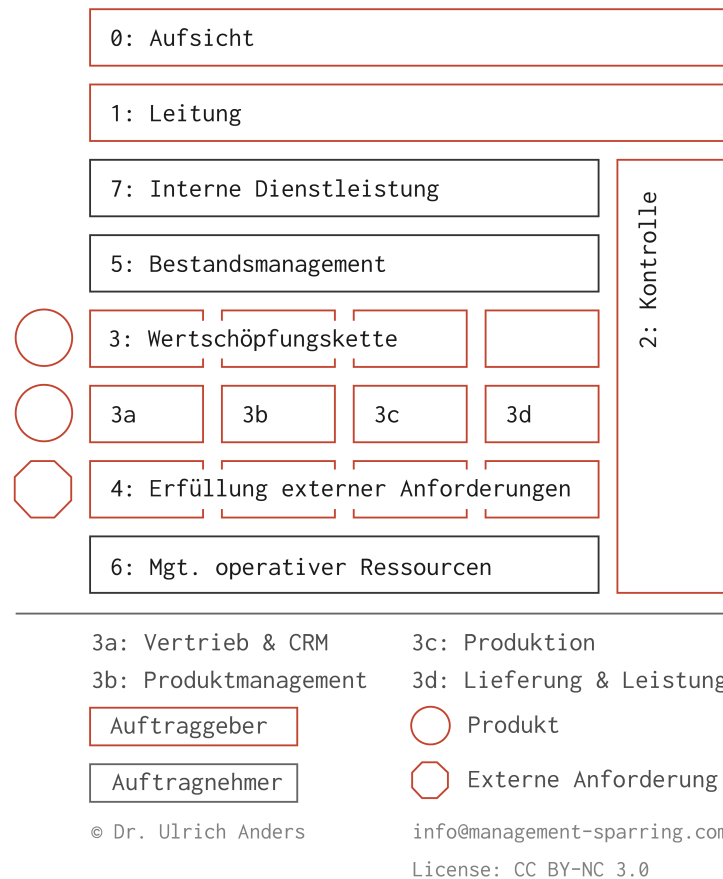 0: Aufsicht
1: Leitung
7: Interne Dienstleistung
2: Kontrolle
5: Bestandsmanagement
3: Wertschöpfungskette
3a 3b 3c 3d
4: Erfüllung externer Anforderungen
6: Mgt. operativer Ressourcen
3a: Vertrieb & CRM
3c: Produktion
3b: Produktmanagement
3d: Lieferung & Leistung
Auftraggeber
Produkt
Auftragnehmer
Externe Anforderung
© Dr. Ulrich Anders
info@management-sparring.com
License: CC BY-NC 3.0